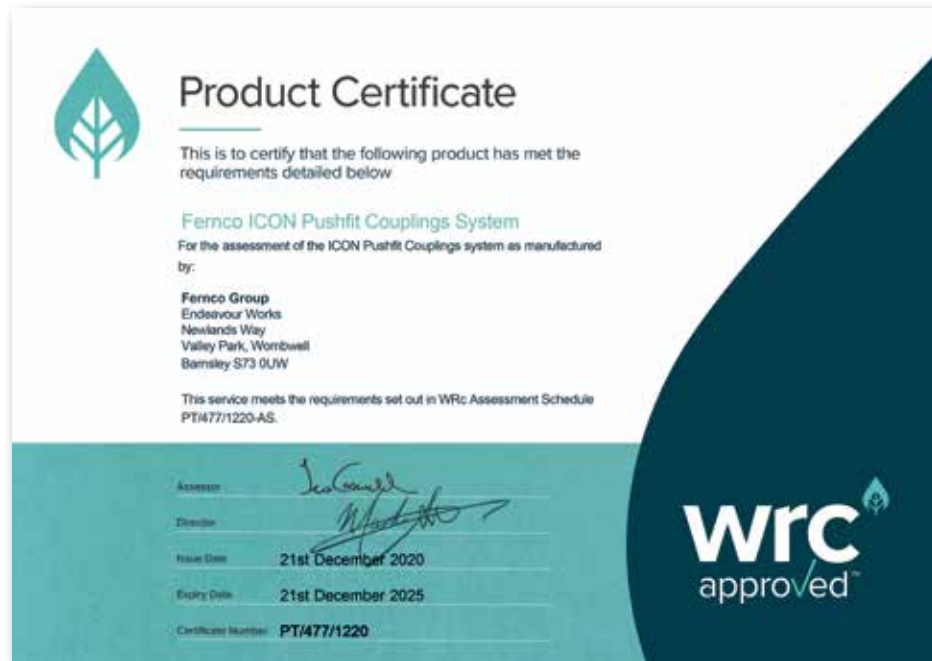 Product Certificate
This is to certify that the following product has met the
requirements detailed below
Fernco ICON Pushfit Couplings System
For the assessment of the ICON Pushfit Couplings system as manufactured
by:
Fernco Group
Endeavour Works
Newlands Way
Valley Park, Wombwell
Barnsley S73 0UW
This service meets the requirements set out in WRc Assessment Schedule
PT/477/1220-AS.
Assessor
Director
Issue Date 21st December 2020
Expiry Date 21st December 2025
Certificate Number PT/477/1220
wrc
approved™